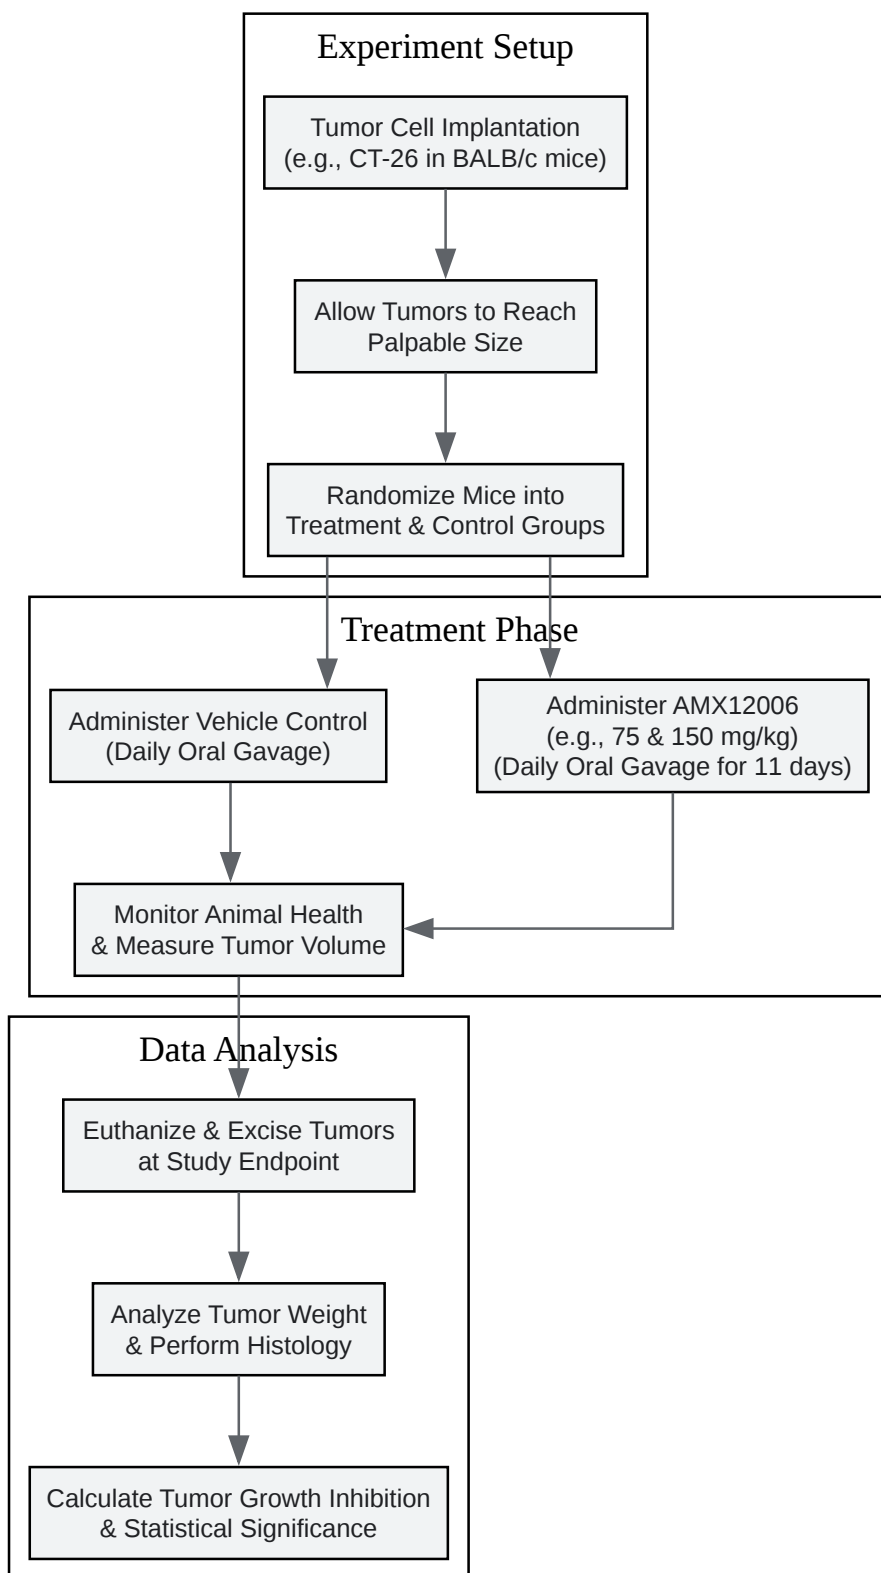 Experiment Setup
Tumor Cell Implantation
(e.g., CT-26 in BALB/c mice)
Allow Tumors to Reach
Palpable Size
Randomize Mice into
Treatment & Control Groups
Treatment Phase
Administer Vehicle Control
(Daily Oral Gavage)
Administer AMX12006
(e.g., 75 & 150 mg/kg)
(Daily Oral Gavage for 11 days)
Monitor Animal Health
& Measure Tumor Volume
Data Analysis
Euthanize & Excise Tumors
at Study Endpoint
Analyze Tumor Weight
& Perform Histology
Calculate Tumor Growth Inhibition
& Statistical Significance